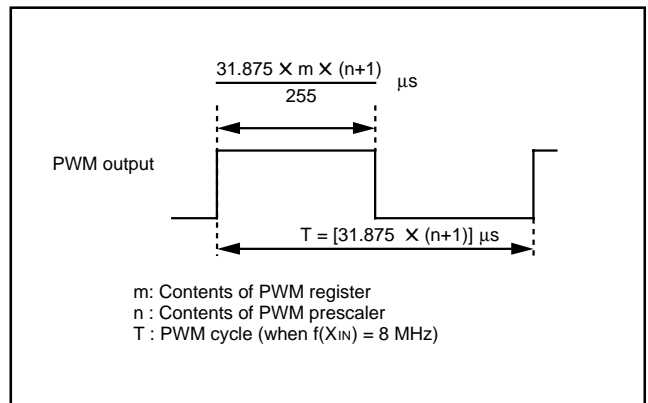 31.875 × m × (n+1)
255
μs
PWM output
T = [31.875 × (n+1)] μs
m: Contents of PWM register
n : Contents of PWM prescaler
T : PWM cycle (when f(XIN) = 8 MHz)